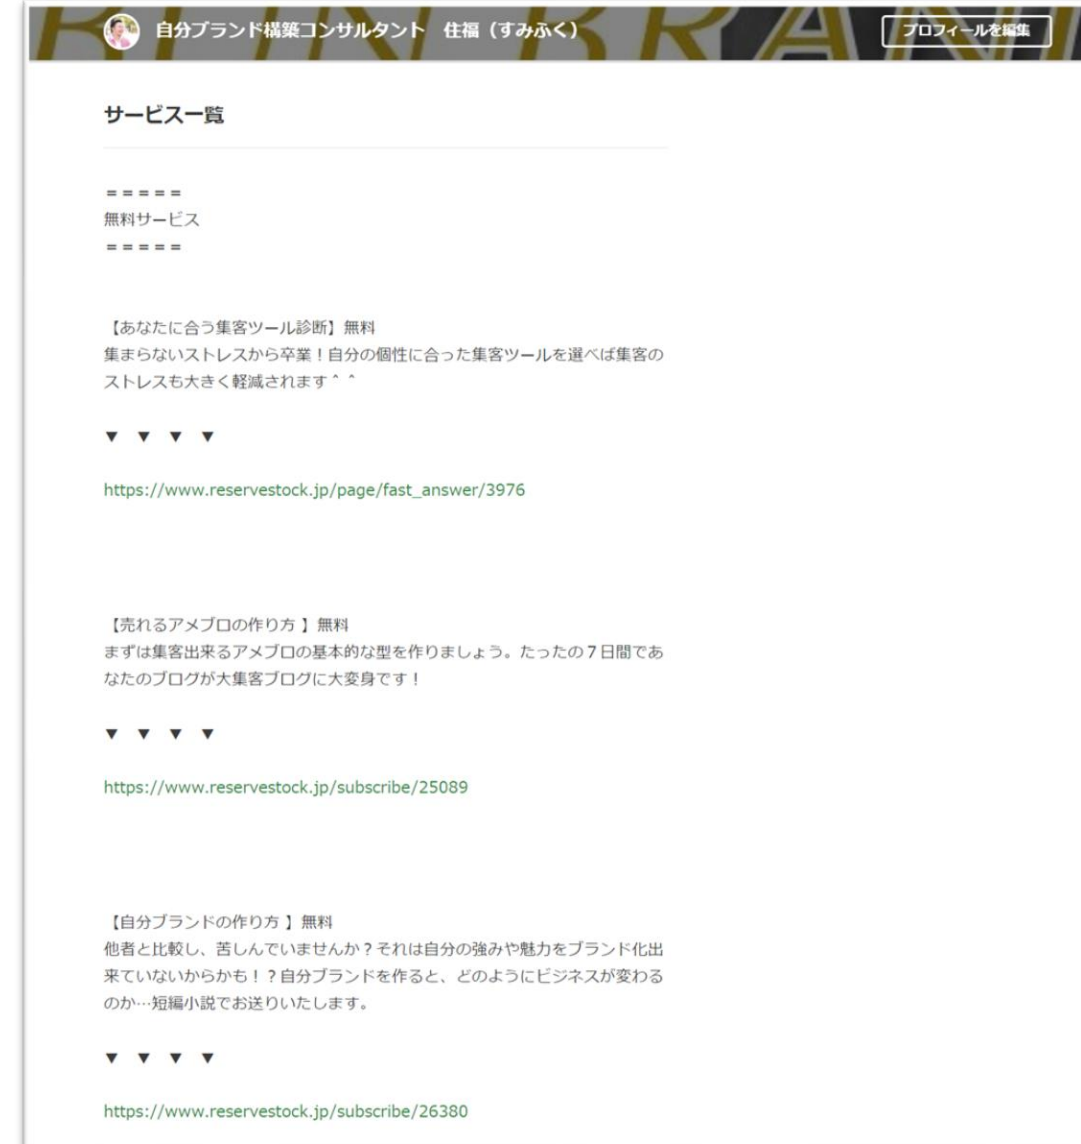 自分ブランド構築コンサルタント　住福（すみふく）
プロフィールを編集
サービス一覧
＝＝＝＝＝
無料サービス
＝＝＝＝＝
【あなたに合う集客ツール診断】無料
集まらないストレスから卒業！自分の個性に合った集客ツールを選べば集客の
ストレスも大きく軽減されます＾＾
▼　▼　▼　▼
https://www.reservestock.jp/page/fast_answer/3976
【売れるアメブロの作り方 】無料
まずは集客出来るアメブロの基本的な型を作りましょう。たったの７日間であ
なたのブログが大集客ブログに大変身です！
▼　▼　▼　▼
https://www.reservestock.jp/subscribe/25089
【自分ブランドの作り方 】無料
他者と比較し、苦しんでいませんか？それは自分の強みや魅力をブランド化出
来ていないからかも！？自分ブランドを作ると、どのようにビジネスが変わる
のか…短編小説でお送りいたします。
▼　▼　▼　▼
https://www.reservestock.jp/subscribe/26380